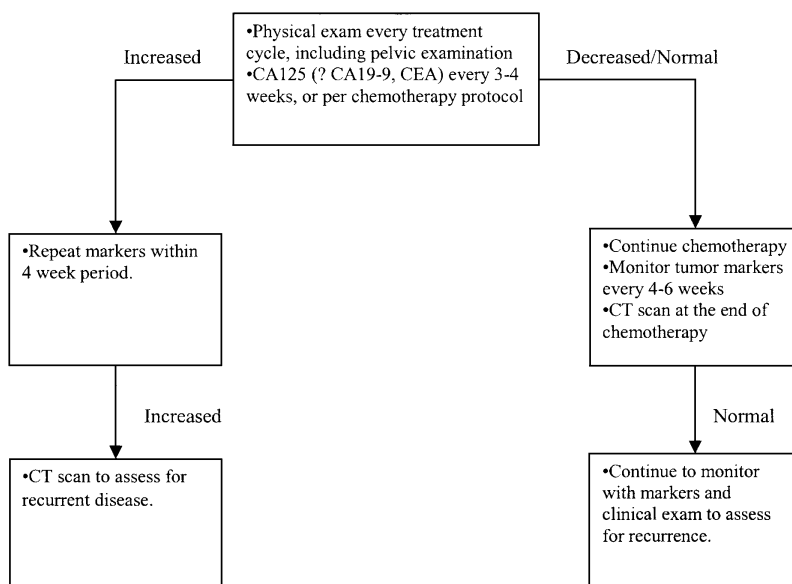 •Physical exam every treatment
cycle, including pelvic examination
•CA125 (? CA19-9, CEA) every 3-4
weeks, or per chemotherapy protocol
Increased
Decreased/Normal
•Repeat markers within
4 week period.
•Continue chemotherapy
•Monitor tumor markers
every 4-6 weeks
•CT scan at the end of
chemotherapy
Increased
Normal
•CT scan to assess for
recurrent disease.
•Continue to monitor
with markers and
clinical exam to assess
for recurrence.